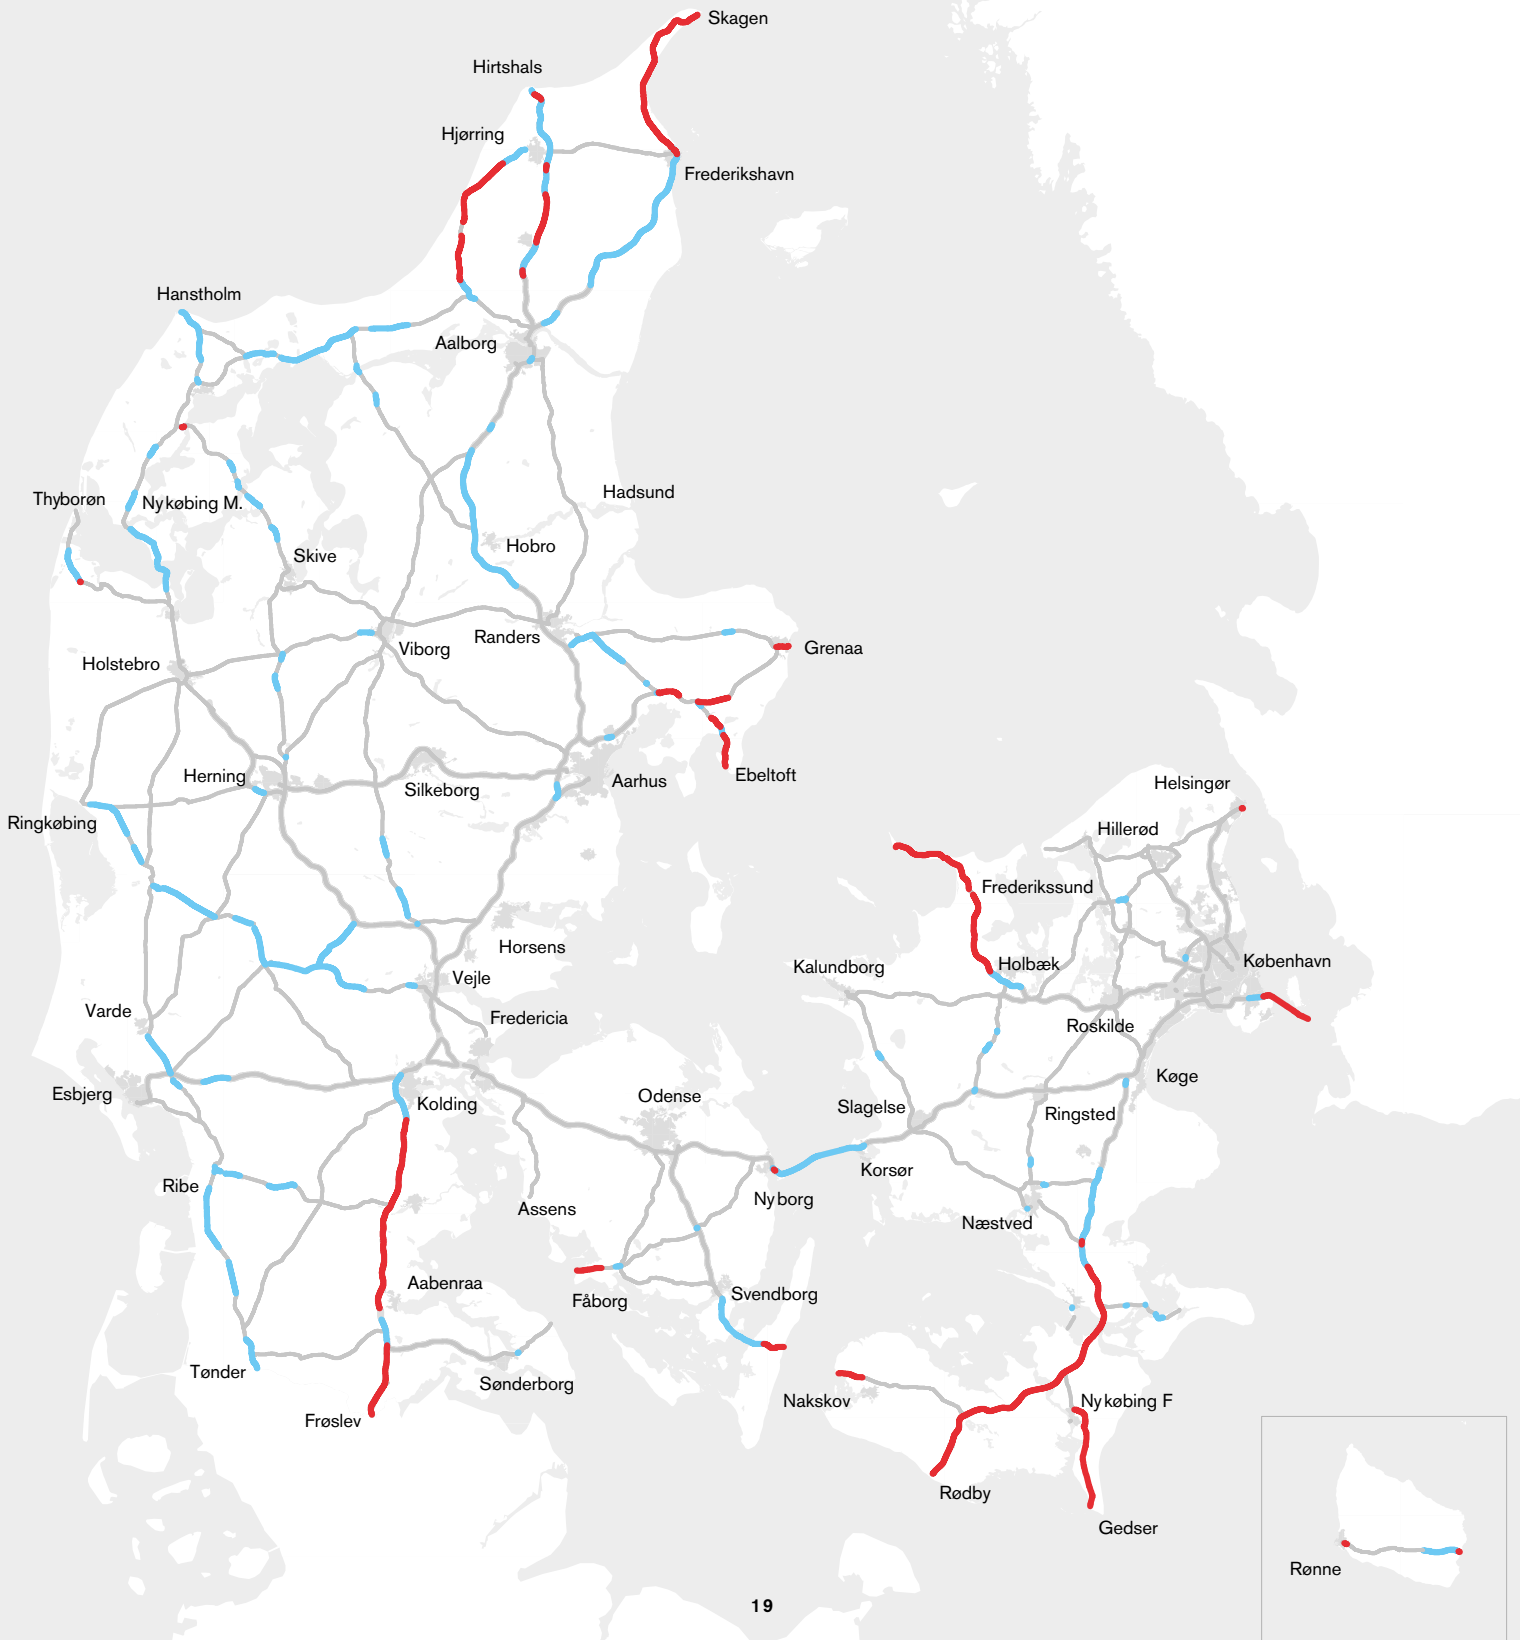 Skagen
Hirtshals
Hjørring
Frederikshavn
Hanstholm
Aalborg
Thyborøn
Nykøbing M.
Hadsund
Hobro
Skive
Randers
Viborg
Grenaa
Holstebro
Herning
Silkeborg
Aarhus
Ebeltoft
Helsingør
Ringkøbing
Hillerød
Frederikssund
Horsens
Kalundborg
Holbæk
København
Vejle
Varde
Fredericia
Roskilde
Esbjerg
Kolding
Odense
Køge
Slagelse
Ringsted
Ribe
Korsør
Nyborg
Assens
Næstved
Aabenraa
Fåborg
Svendborg
Tønder
Sønderborg
Nakskov
Nykøbing F
Frøslev
Rødby
Gedser
Rønne
19